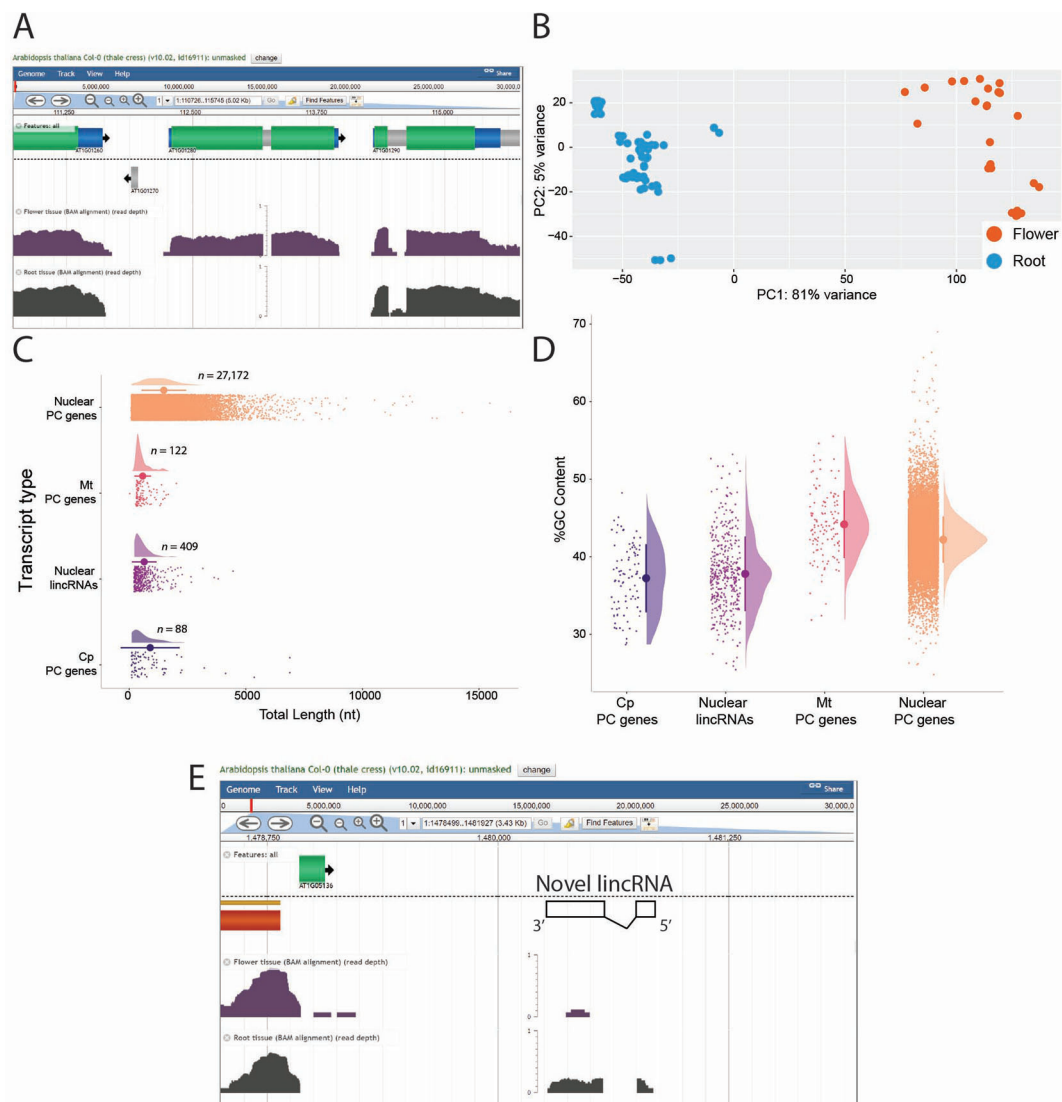 A
Arabidopsis thaliana Col-0 (thale cress) (v10.02, id16911): unmasked change
Genome Track View Help Share
5,000,000 10,000,000 15,000,000 20,000,000 25,000,000 30,000,0
1 1:110726..115745 (5.02 Kb) Go Find Features
111,250 112,500 113,750 115,000
Features: all
AT1G01260 AT1G01280 AT1G01290
AT1G01270
Flower tissue (BAM alignment) (read depth)
1
0
Root tissue (BAM alignment) (read depth)
1
0
B
PC2: 5% variance
20
0
−20
−40
−50 0 50 100
PC1: 81% variance
Flower
Root
C
Transcript type
Nuclear
PC genes
n = 27,172
Mt
PC genes
n = 122
Nuclear
lincRNAs
n = 409
Cp
PC genes
n = 88
0 5000 10000 15000
Total Length (nt)
D
%GC Content
70
60
50
40
30
Cp
PC genes
Nuclear
lincRNAs
Mt
PC genes
Nuclear
PC genes
E
Arabidopsis thaliana Col-0 (thale cress) (v10.02, id16911): unmasked change
Genome Track View Help Share
0 5,000,000 10,000,000 15,000,000 20,000,000 25,000,000 30,000,0
1 1:1478499..1481927 (3.43 Kb) Go Find Features
1,478,750 1,480,000 1,481,250
Features: all
AT1G05136
Novel lincRNA
3′ 5′
Flower tissue (BAM alignment) (read depth)
1
0
Root tissue (BAM alignment) (read depth)
1
0